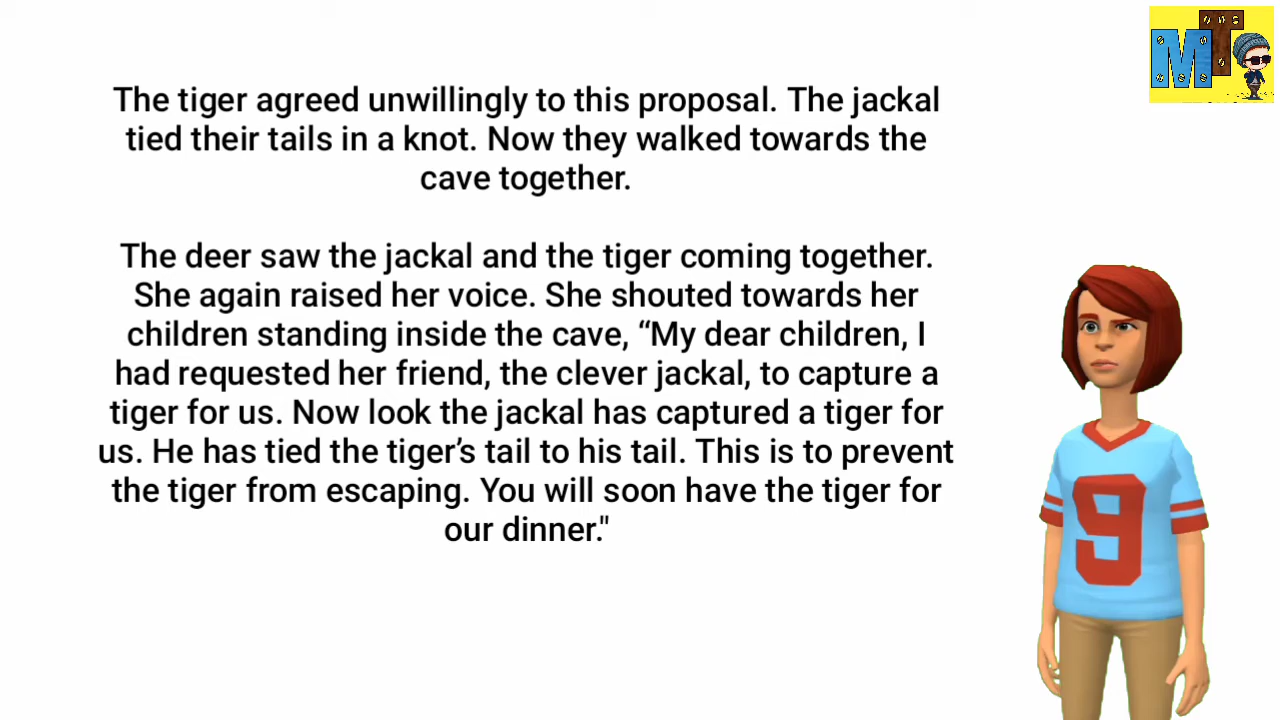 The tiger agreed unwillingly to this proposal. The jackal
tied their tails in a knot. Now they walked towards the
cave together.
The deer saw the jackal and the tiger coming together.
She again raised her voice. She shouted towards her
children standing inside the cave, “My dear children, I
had requested her friend, the clever jackal, to capture a
tiger for us. Now look the jackal has captured a tiger for
us. He has tied the tiger’s tail to his tail. This is to prevent
the tiger from escaping. You will soon have the tiger for
our dinner."
MT
9